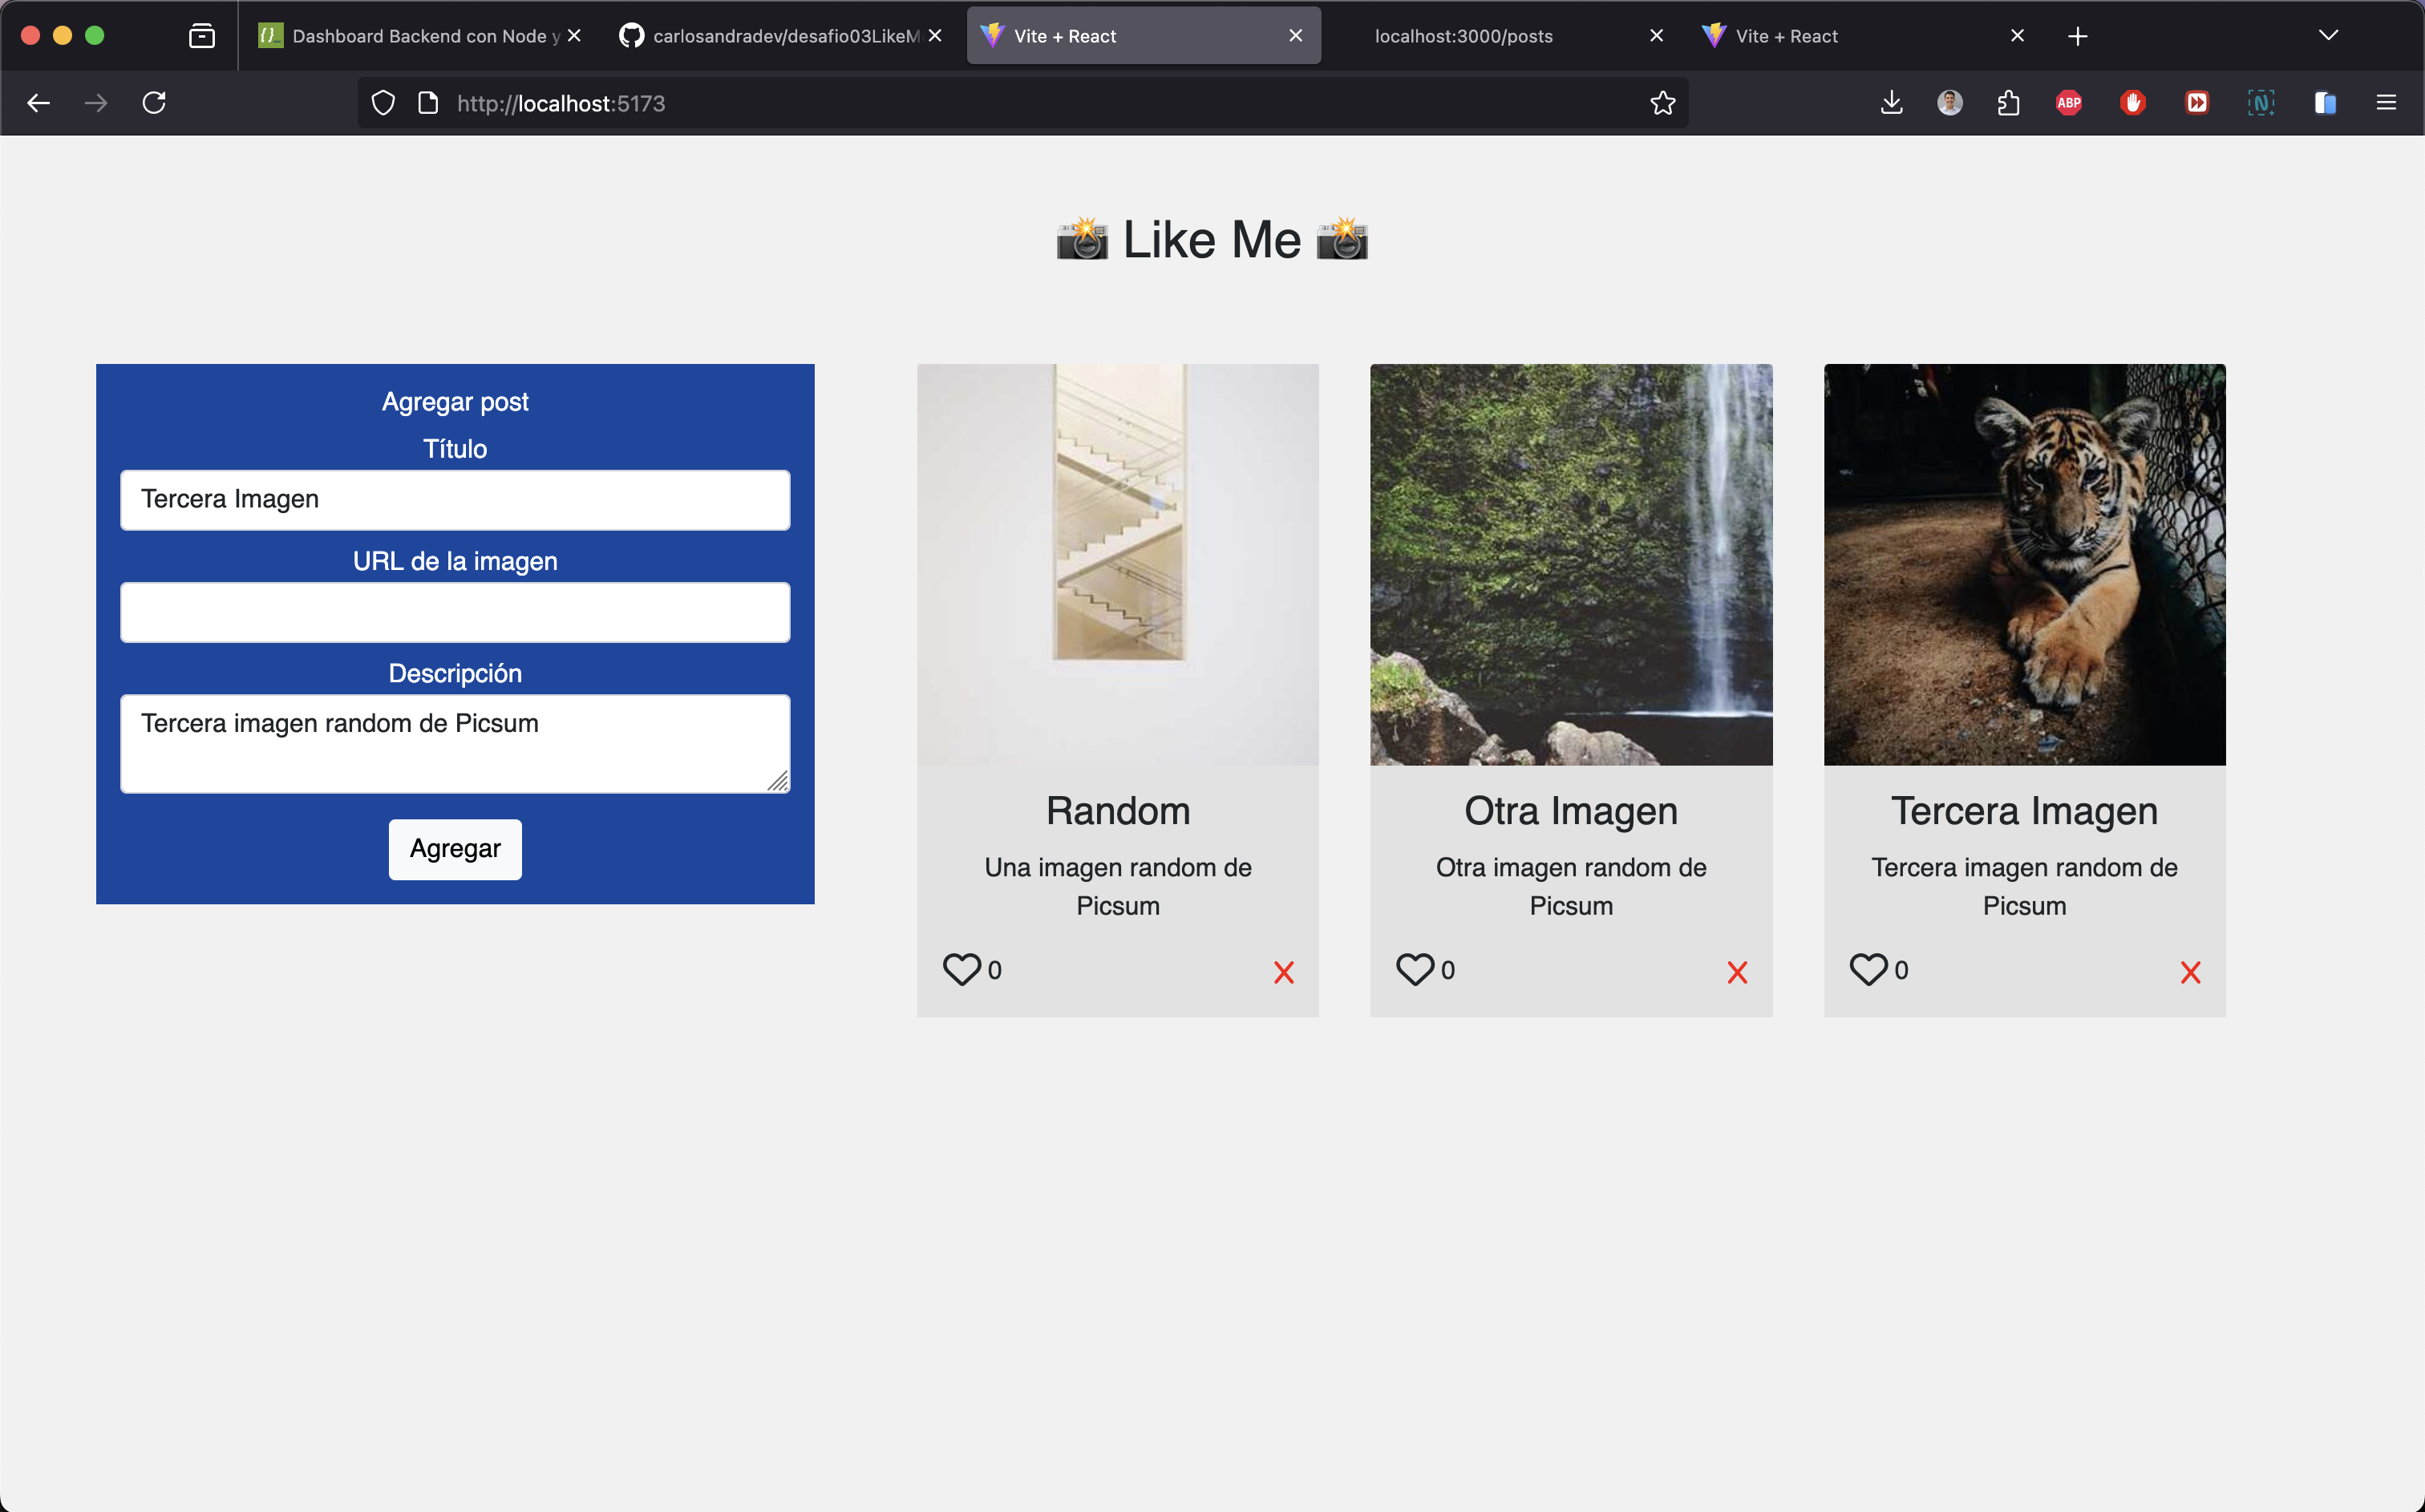 Dashboard Backend con Node y
carlosandradev/desafio03LikeM
Vite + React
localhost:3000/posts
Vite + React
http://localhost:5173
ABP
Like Me
Agregar post
Título
Tercera Imagen
URL de la imagen
Descripción
Tercera imagen random de Picsum
Agregar
Random
Una imagen random de
Picsum
0
Otra Imagen
Otra imagen random de
Picsum
0
Tercera Imagen
Tercera imagen random de
Picsum
0